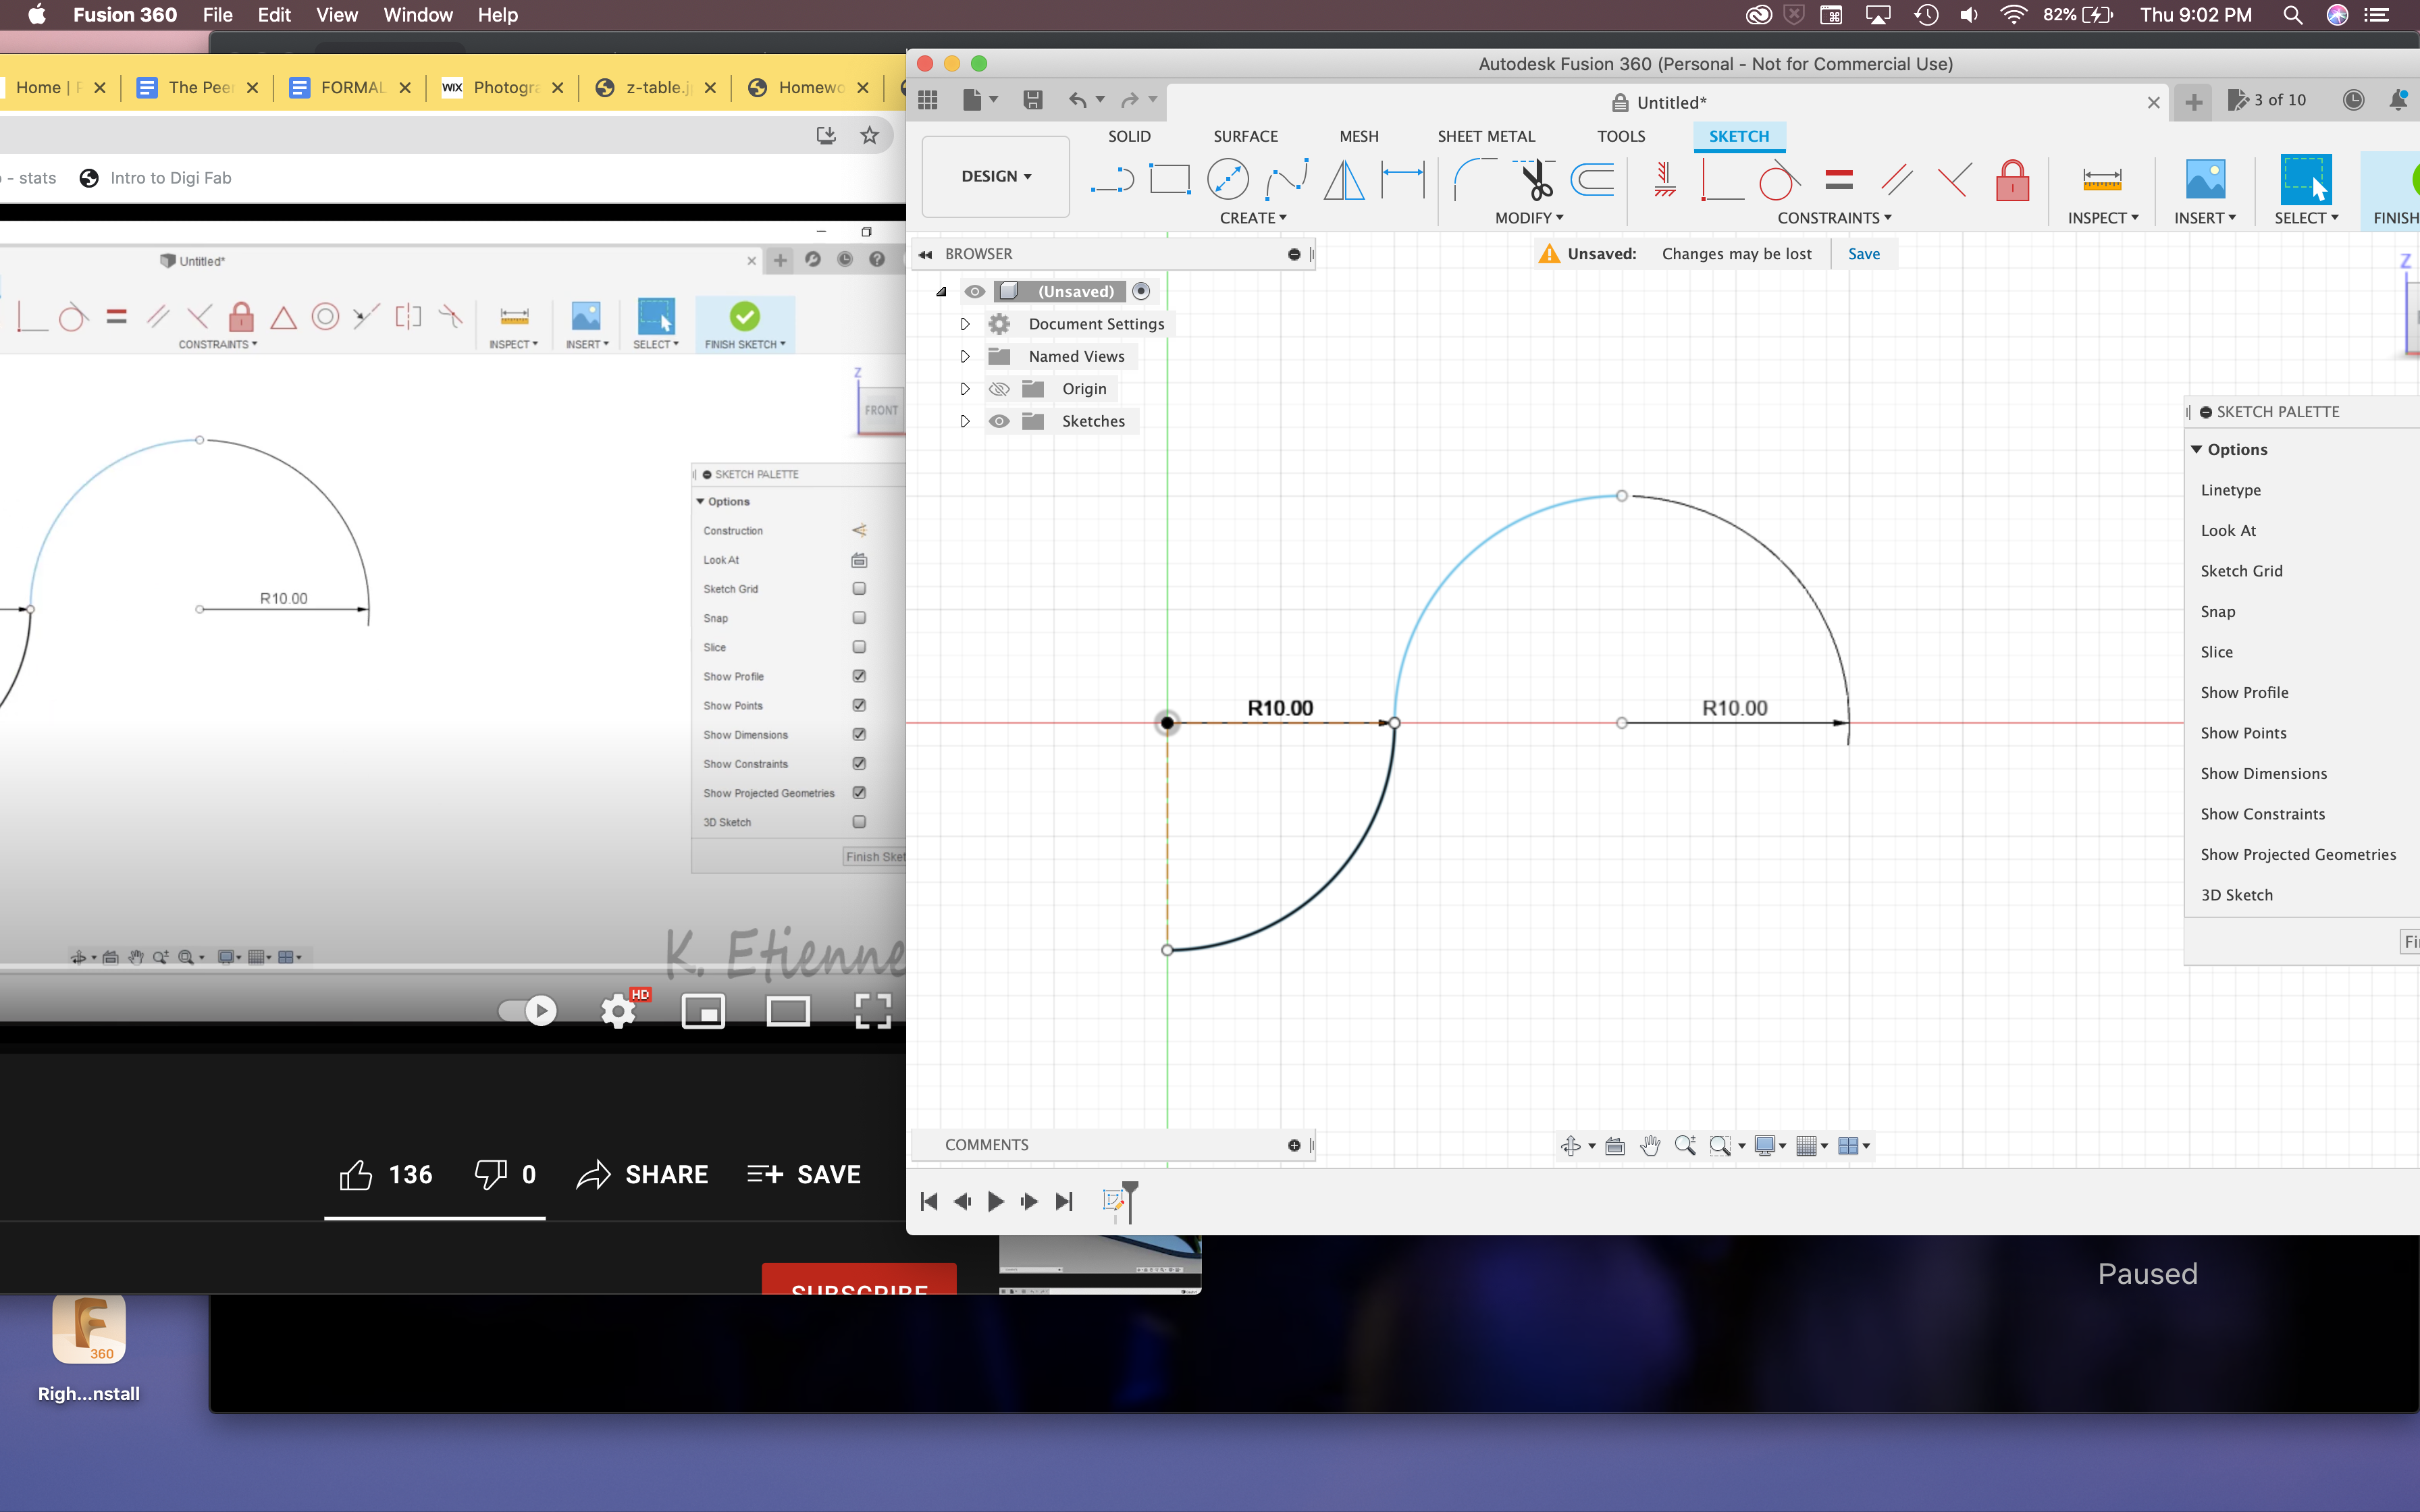 Fusion 360 File Edit View Window Help 82% Thu 9:02 PM
Home | The Pee FORMAL WIX Photogra z-table.j Homewo
- stats Intro to Digi Fab
Untitled*
CONSTRAINTS INSPECT INSERT SELECT FINISH SKETCH
Z
FRONT
SKETCH PALETTE
Options
Construction
Look At
Sketch Grid
Snap
Slice
Show Profile
Show Points
Show Dimensions
Show Constraints
Show Projected Geometries
3D Sketch
Finish Sket
R10.00
K. Etienne
HD
136 0 SHARE SAVE
SUBSCRIBE
360
Righ...nstall
Autodesk Fusion 360 (Personal - Not for Commercial Use)
Untitled* 3 of 10
SOLID SURFACE MESH SHEET METAL TOOLS SKETCH
DESIGN
CREATE MODIFY CONSTRAINTS INSPECT INSERT SELECT FINISH
BROWSER
Unsaved: Changes may be lost Save
(Unsaved)
Document Settings
Named Views
Origin
Sketches
Z
R10.00 R10.00
SKETCH PALETTE
Options
Linetype
Look At
Sketch Grid
Snap
Slice
Show Profile
Show Points
Show Dimensions
Show Constraints
Show Projected Geometries
3D Sketch
Fi
COMMENTS
Paused